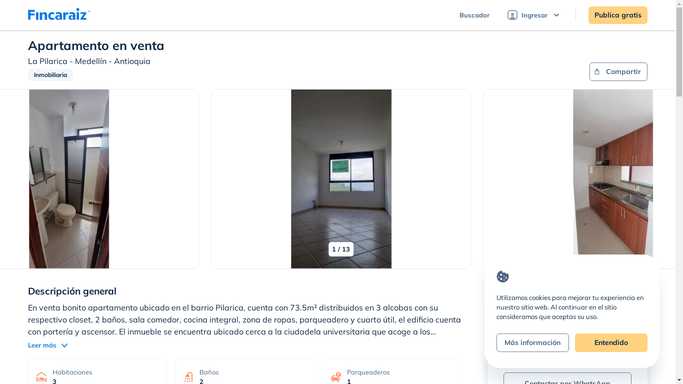 Fincaraiz
Buscador
Ingresar
Publica gratis
Apartamento en venta
La Pilarica - Medellín - Antioquia
Inmobiliaria
Compartir
1 / 13
Descripción general
En venta bonito apartamento ubicado en el barrio Pilarica, cuenta con 73.5m² distribuidos en 3 alcobas con su
respectivo closet, 2 baños, sala comedor, cocina integral, zona de ropas, parqueadero y cuarto útil, el edificio cuenta
con portería y ascensor. El inmueble se encuentra ubicado cerca a la ciudadela universitaria que acoge a los...
Leer más
Habitaciones
3
Baños
2
Parqueaderos
1
Utilizamos cookies para mejorar tu experiencia en
nuestro sitio web. Al continuar en el sitio
consideramos que aceptas su uso.
Más información
Entendido
Contactar por WhatsApp